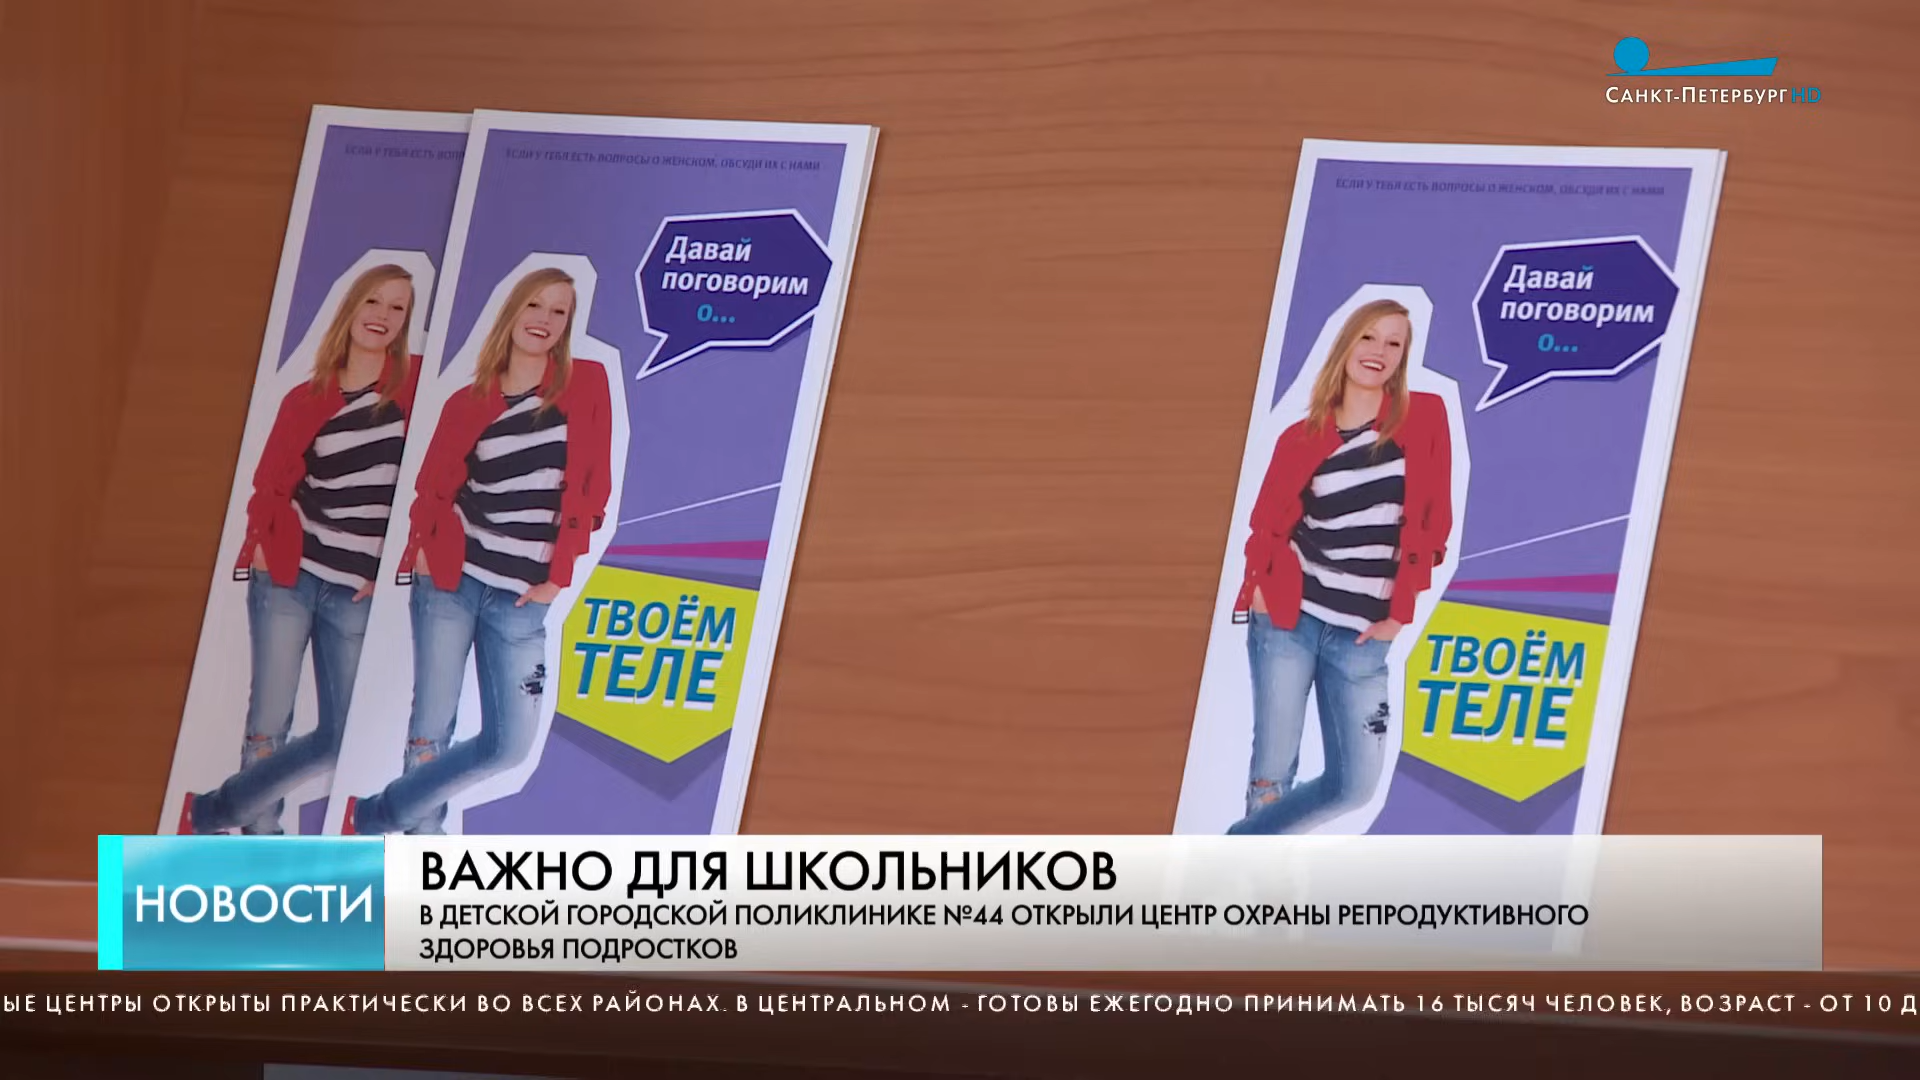 САНКТ-ПЕТЕРБУРГ HD
ЕСЛИ У ТЕБЯ ЕСТЬ
ЕСЛИ У ТЕБЯ ЕСТЬ ВОПРОСЫ О ЖЕНСКОМ, ОБСУДИ ИХ С НАМИ
Давай
поговорим
о...
ТВОЁМ
ТЕЛЕ
ЕСЛИ У ТЕБЯ ЕСТЬ ВОПРОСЫ О ЖЕНСКОМ, ОБСУДИ ИХ С НАМИ
Давай
поговорим
о...
ТВОЁМ
ТЕЛЕ
НОВОСТИ
ВАЖНО ДЛЯ ШКОЛЬНИКОВ
В ДЕТСКОЙ ГОРОДСКОЙ ПОЛИКЛИНИКЕ №44 ОТКРЫЛИ ЦЕНТР ОХРАНЫ РЕПРОДУКТИВНОГО
ЗДОРОВЬЯ ПОДРОСТКОВ
ЫЕ ЦЕНТРЫ ОТКРЫТЫ ПРАКТИЧЕСКИ ВО ВСЕХ РАЙОНАХ. В ЦЕНТРАЛЬНОМ - ГОТОВЫ ЕЖЕГОДНО ПРИНИМАТЬ 16 ТЫСЯЧ ЧЕЛОВЕК, ВОЗРАСТ - ОТ 10 Д